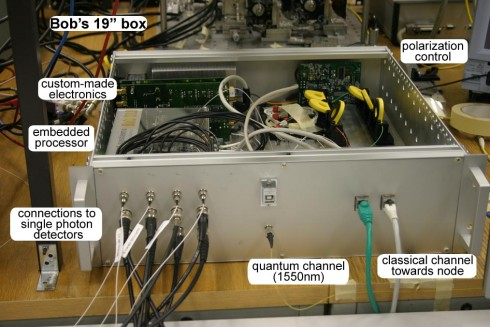 Bob's 19" box
polarization
control
custom-made
electronics
embedded
processor
connections to
single photon
detectors
quantum channel
(1550nm)
classical channel
towards node